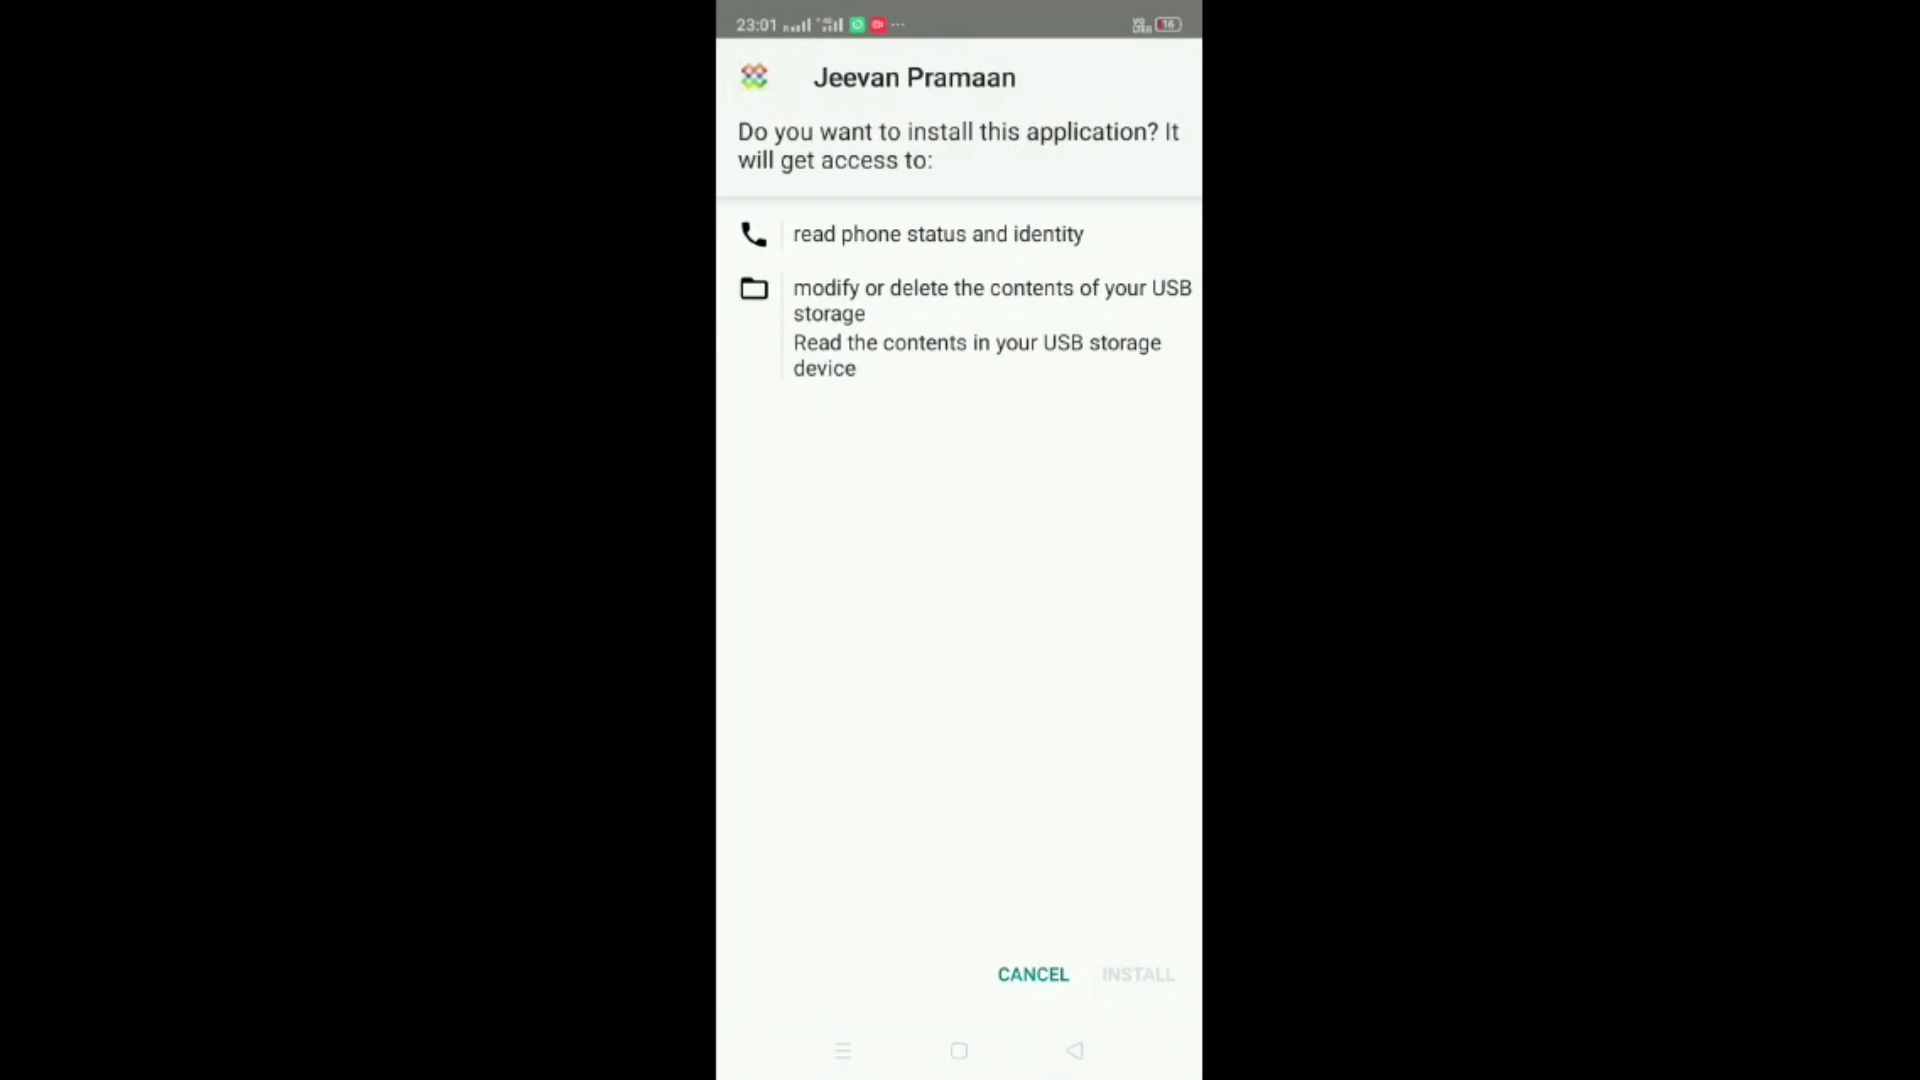 23:01
16
Jeevan Pramaan
Do you want to install this application? It
will get access to:
read phone status and identity
modify or delete the contents of your USB
storage
Read the contents in your USB storage
device
CANCEL INSTALL